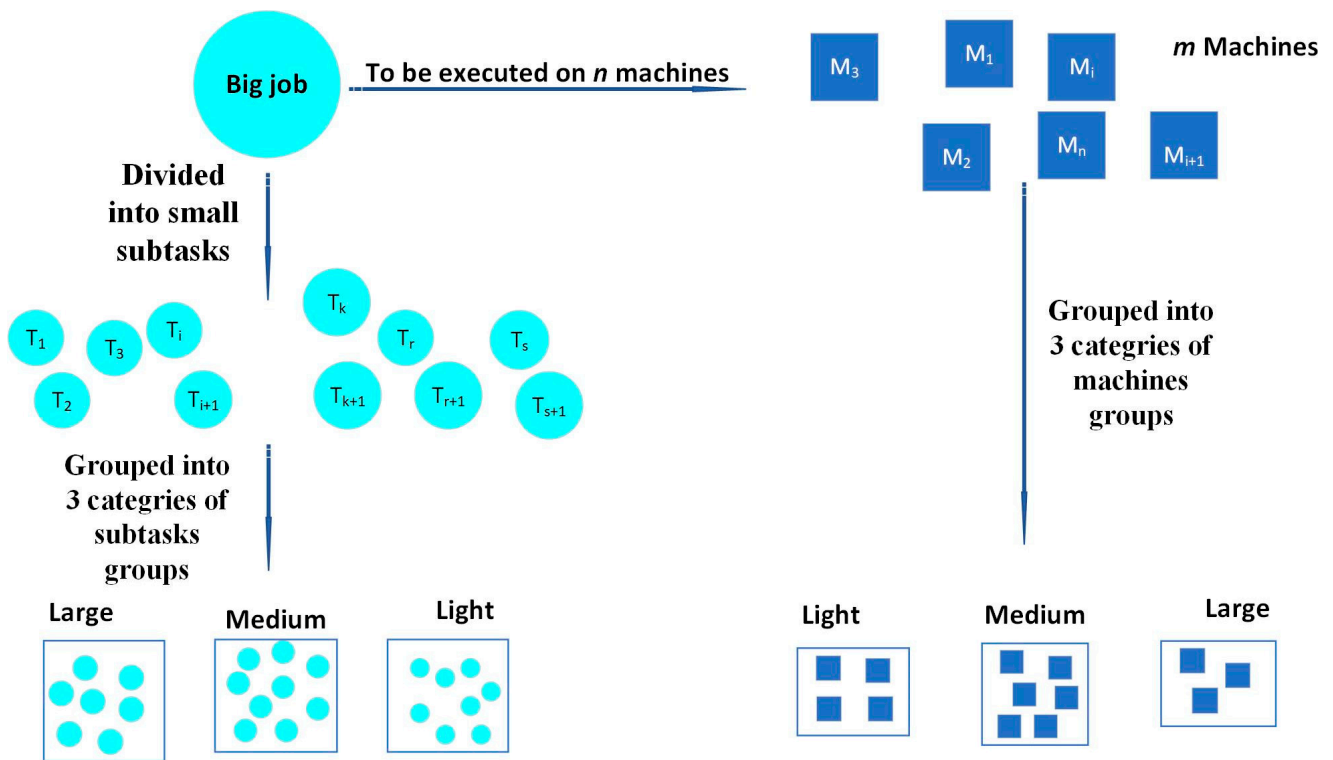 Big job
To be executed on n machines
m Machines
M3
M1
Mi
M2
Mn
Mi+1
Divided
into small
subtasks
T1
T2
T3
Ti
Ti+1
Tk
Tr
Ts
Tk+1
Tr+1
Ts+1
Grouped into
3 categries of
machines
groups
Grouped into
3 categries of
subtasks
groups
Large
Medium
Light
Light
Medium
Large